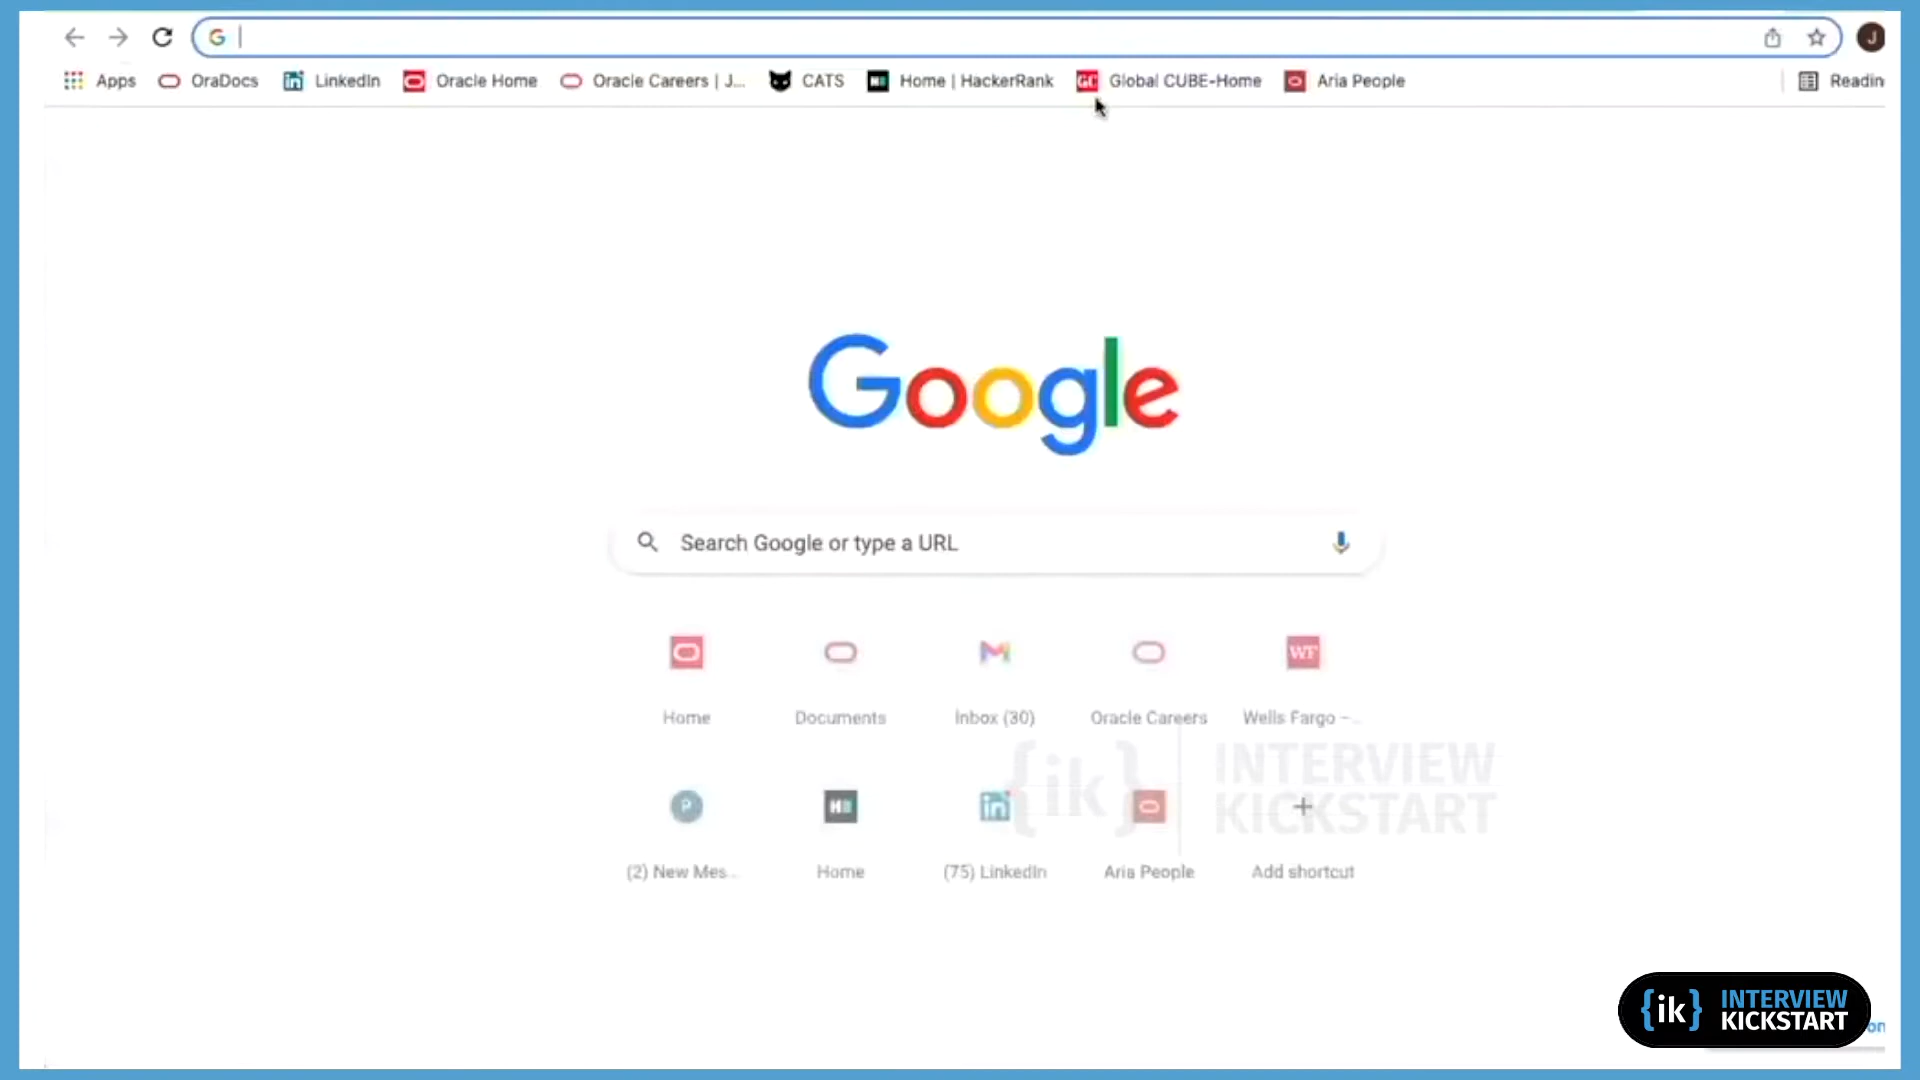 J
Apps OraDocs LinkedIn Oracle Home Oracle Careers | J... CATS Home | HackerRank Global CUBE-Home Aria People Readin
Google
Search Google or type a URL
Home Documents Inbox (30) Oracle Careers Wells Fargo – ...
(2) New Mes... Home (75) LinkedIn Aria People Add shortcut
{ik} INTERVIEW
KICKSTART
{ik} INTERVIEW
KICKSTART